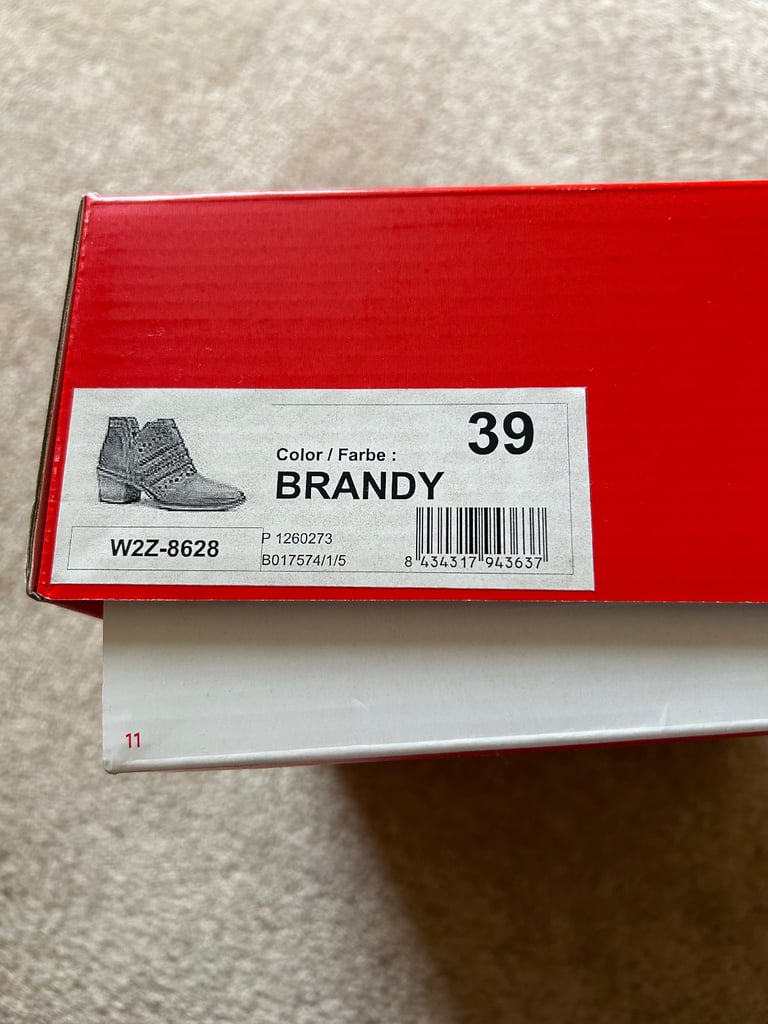 39
Color / Farbe :
BRANDY
W2Z-8628
P 1260273
B017574/1/5
8 434317 943637
11